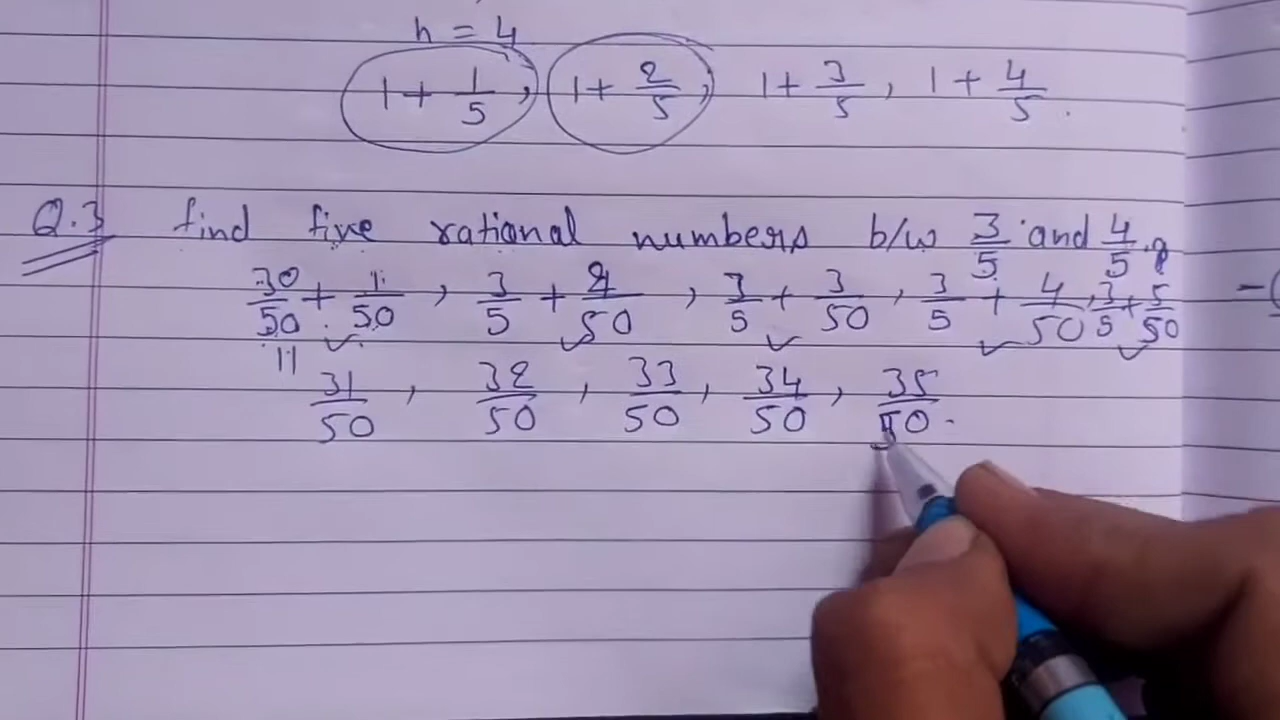 n = 4
1 + 1/5, 1 + 2/5, 1 + 3/5, 1 + 4/5.
Q.3 find five rational numbers b/w 3/5 and 4/5.
30/50 + 1/50, 3/5 + 2/50, 3/5 + 3/50, 3/5 + 4/50, 3/5 + 5/50
11
31/50, 32/50, 33/50, 34/50, 35/50.